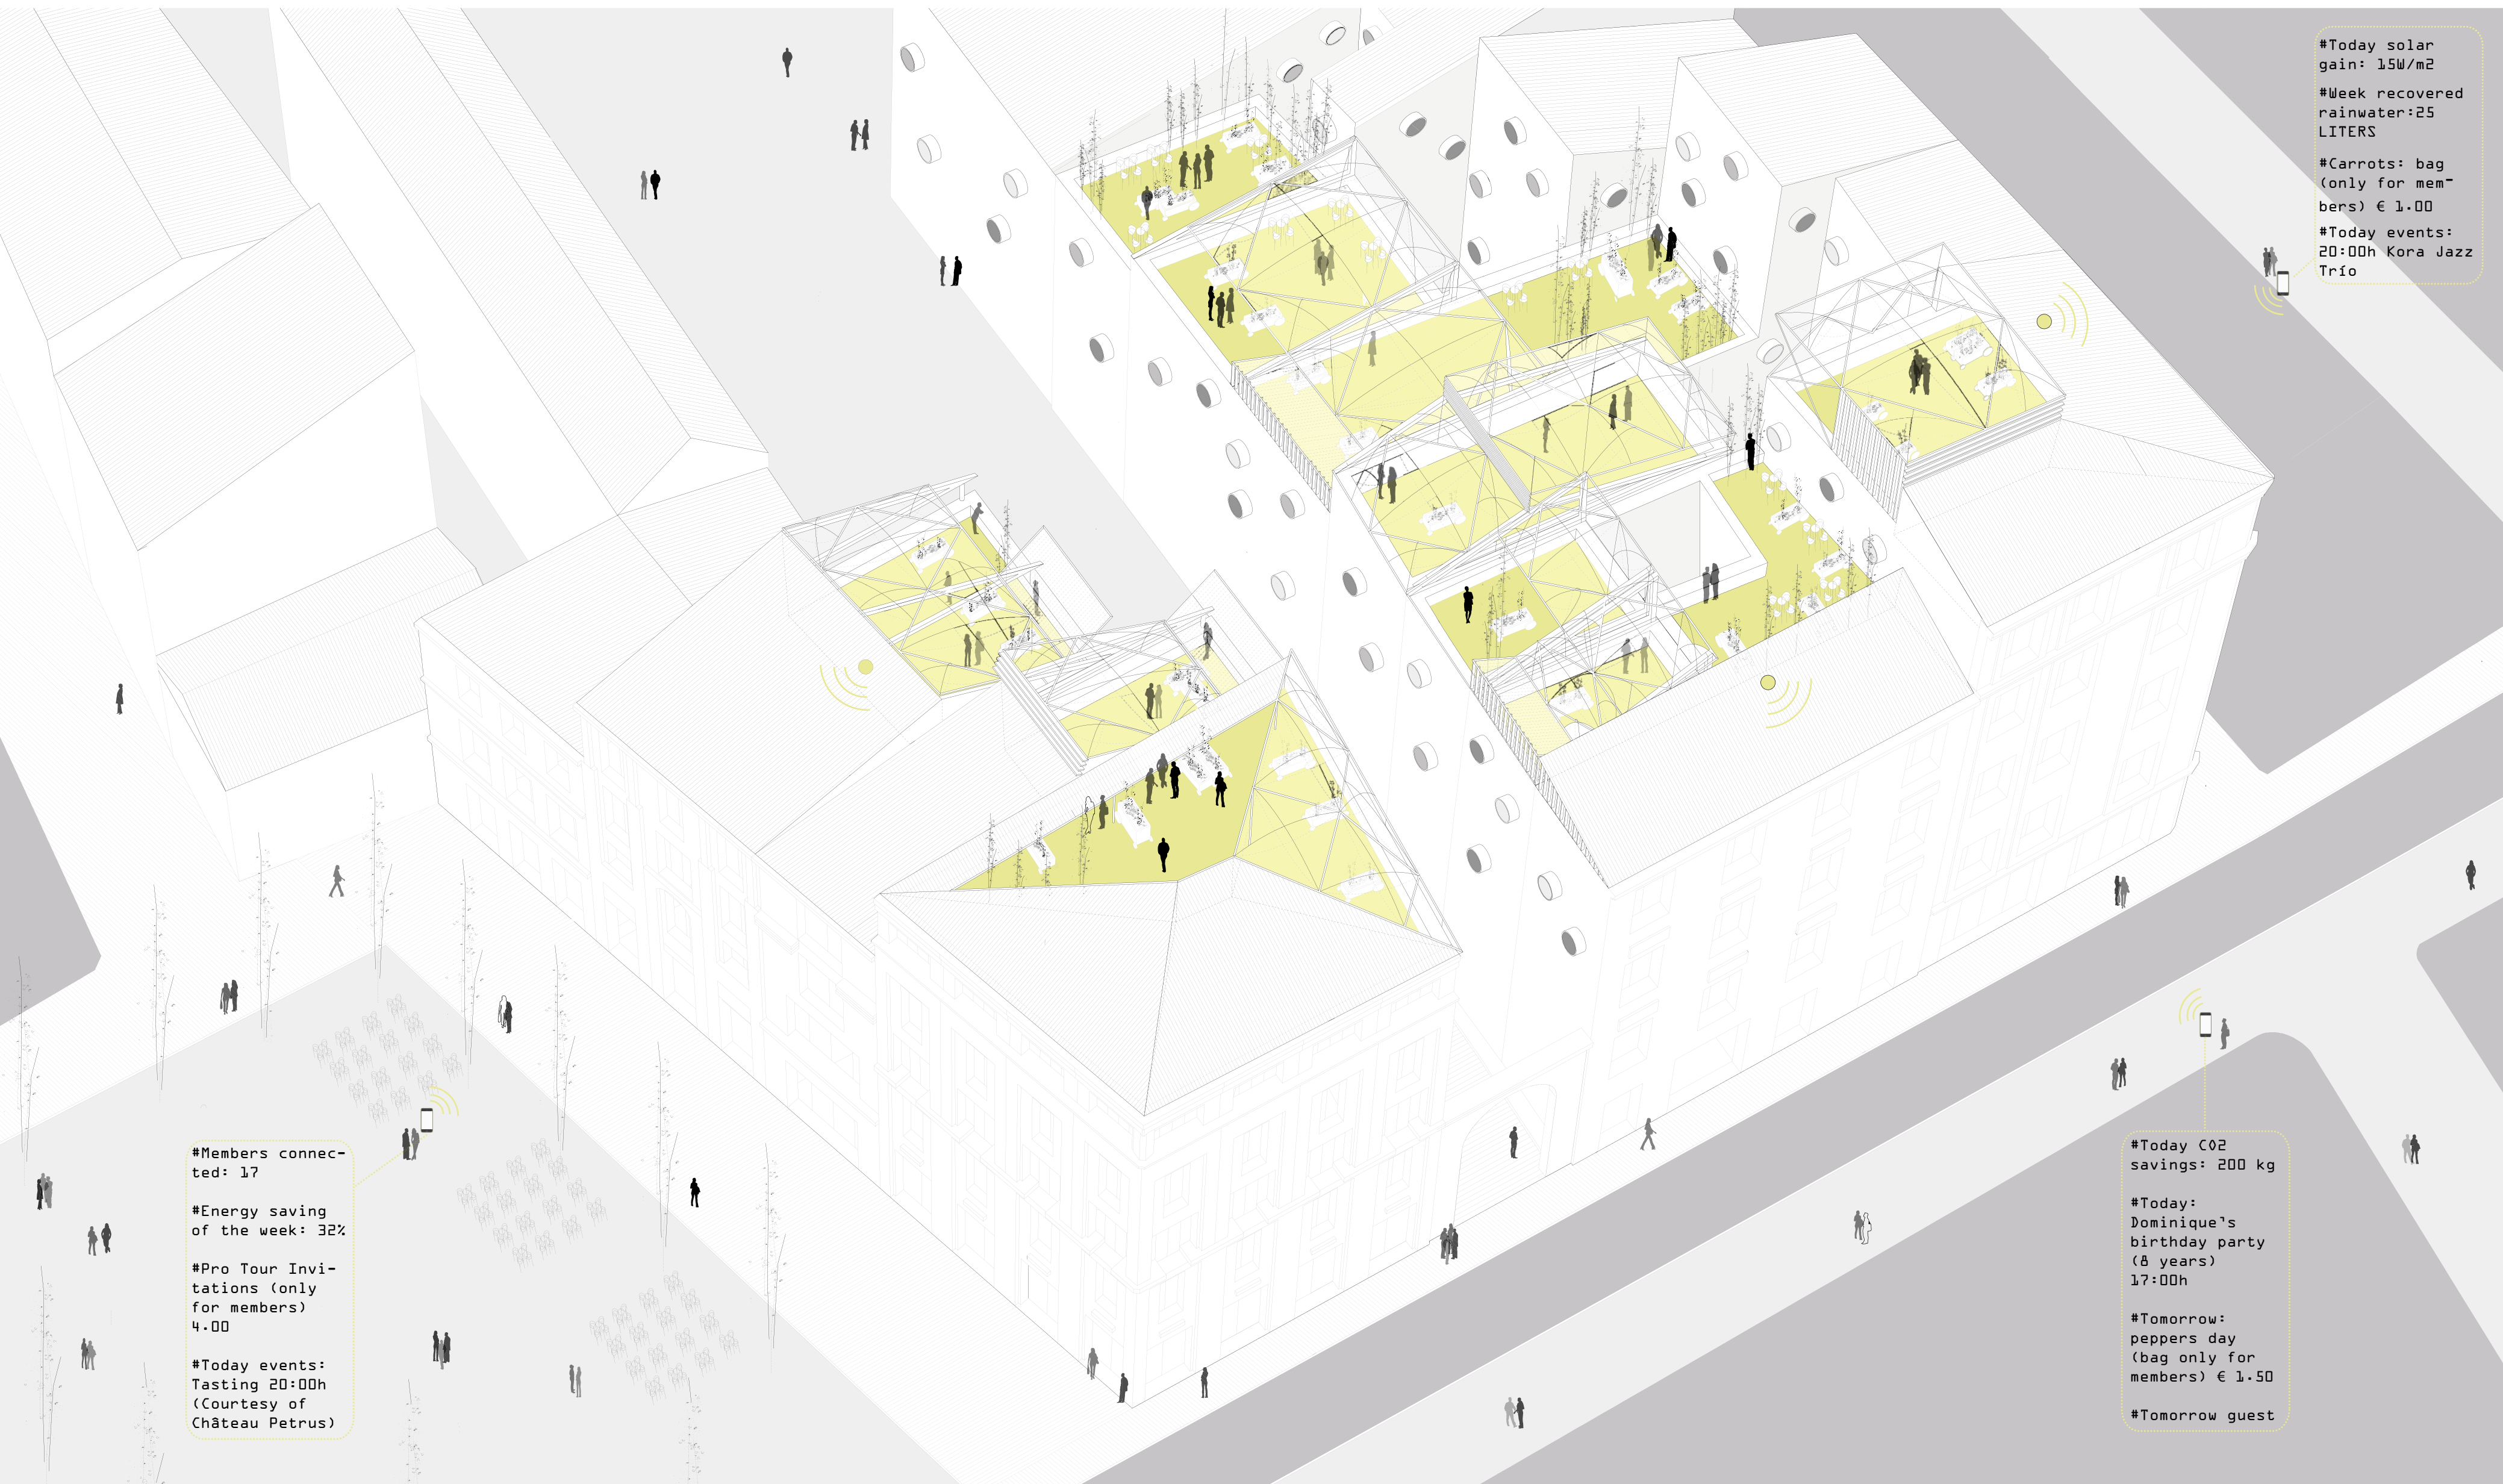 #Today solar
gain: 15W/m2
#Week recovered
rainwater:25
LITERS
#Carrots: bag
(only for mem-
bers) € 1.00
#Today events:
20:00h Kora Jazz
Trío
#Members connec-
ted: 17
#Energy saving
of the week: 32%
#Pro Tour Invi-
tations (only
for members)
4.00
#Today events:
Tasting 20:00h
(Courtesy of
Château Petrus)
#Today CO2
savings: 200 kg
#Today:
Dominique's
birthday party
(8 years)
17:00h
#Tomorrow:
peppers day
(bag only for
members) € 1.50
#Tomorrow guest